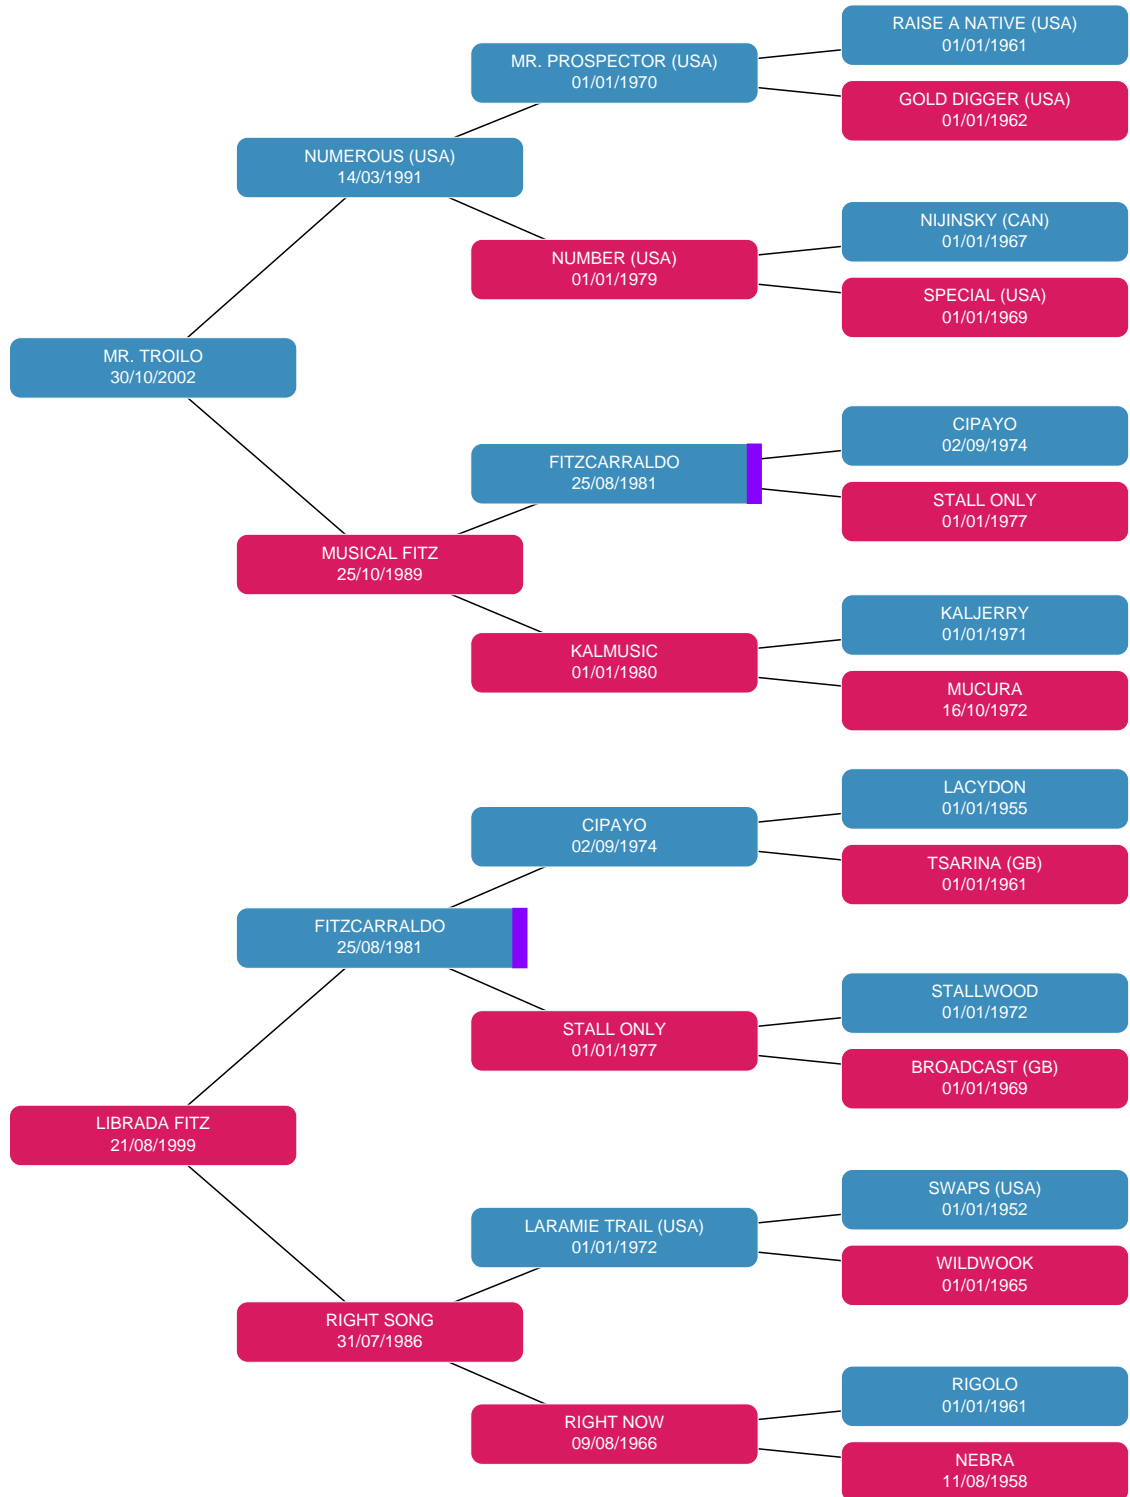 RAISE A NATIVE (USA)
01/01/1961
MR. PROSPECTOR (USA)
01/01/1970
GOLD DIGGER (USA)
01/01/1962
NUMEROUS (USA)
14/03/1991
NIJINSKY (CAN)
01/01/1967
NUMBER (USA)
01/01/1979
SPECIAL (USA)
01/01/1969
MR. TROILO
30/10/2002
CIPAYO
02/09/1974
FITZCARRALDO
25/08/1981
STALL ONLY
01/01/1977
MUSICAL FITZ
25/10/1989
KALJERRY
01/01/1971
KALMUSIC
01/01/1980
MUCURA
16/10/1972
LACYDON
01/01/1955
CIPAYO
02/09/1974
TSARINA (GB)
01/01/1961
FITZCARRALDO
25/08/1981
STALLWOOD
01/01/1972
STALL ONLY
01/01/1977
BROADCAST (GB)
01/01/1969
LIBRADA FITZ
21/08/1999
SWAPS (USA)
01/01/1952
LARAMIE TRAIL (USA)
01/01/1972
WILDWOOK
01/01/1965
RIGHT SONG
31/07/1986
RIGOLO
01/01/1961
RIGHT NOW
09/08/1966
NEBRA
11/08/1958